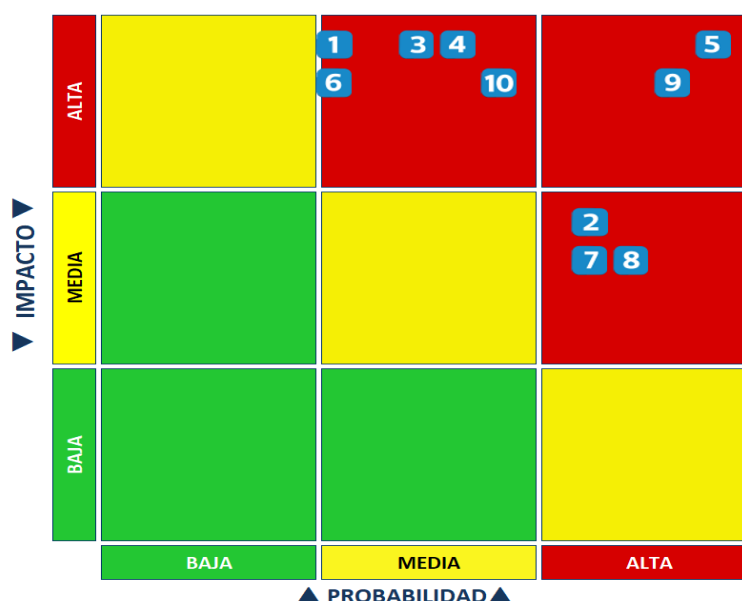 ALTA
1 3 4 5
6 10 9
▼ IMPACTO ▼
MEDIA
2
7 8
BAJA
BAJA MEDIA ALTA
▲ PROBABILIDAD ▲